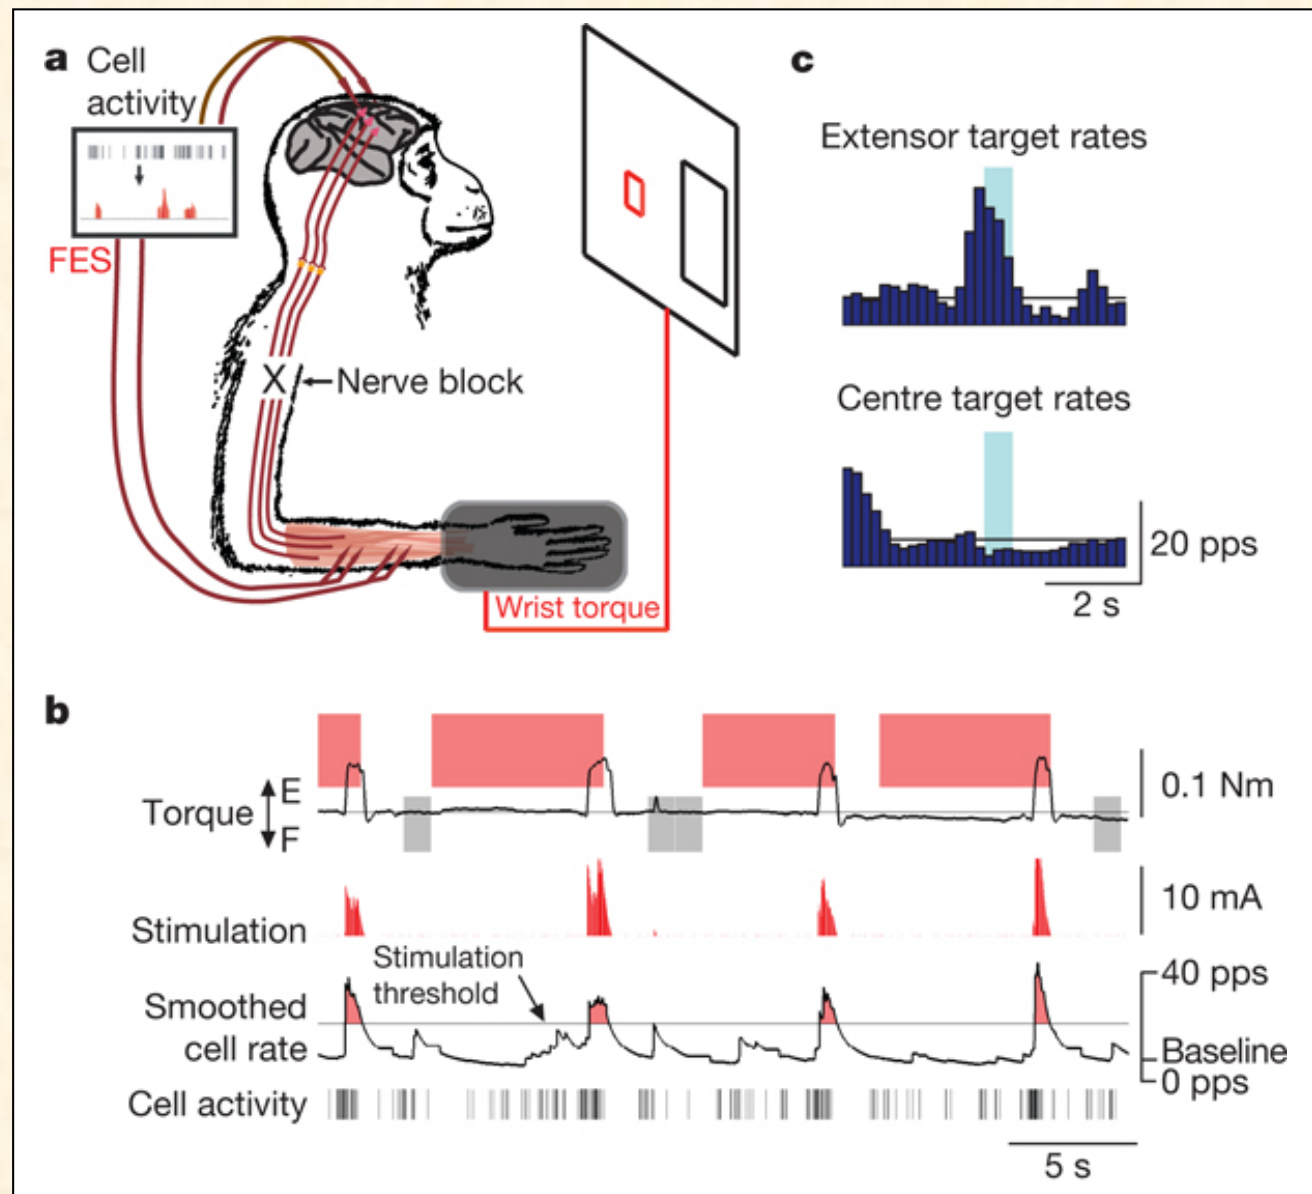 a Cell
activity
FES
X
Nerve block
Wrist torque
c
Extensor target rates
Centre target rates
20 pps
2 s
b
E
Torque
F
0.1 Nm
Stimulation
10 mA
Stimulation
threshold
Smoothed
cell rate
40 pps
Baseline
0 pps
Cell activity
5 s